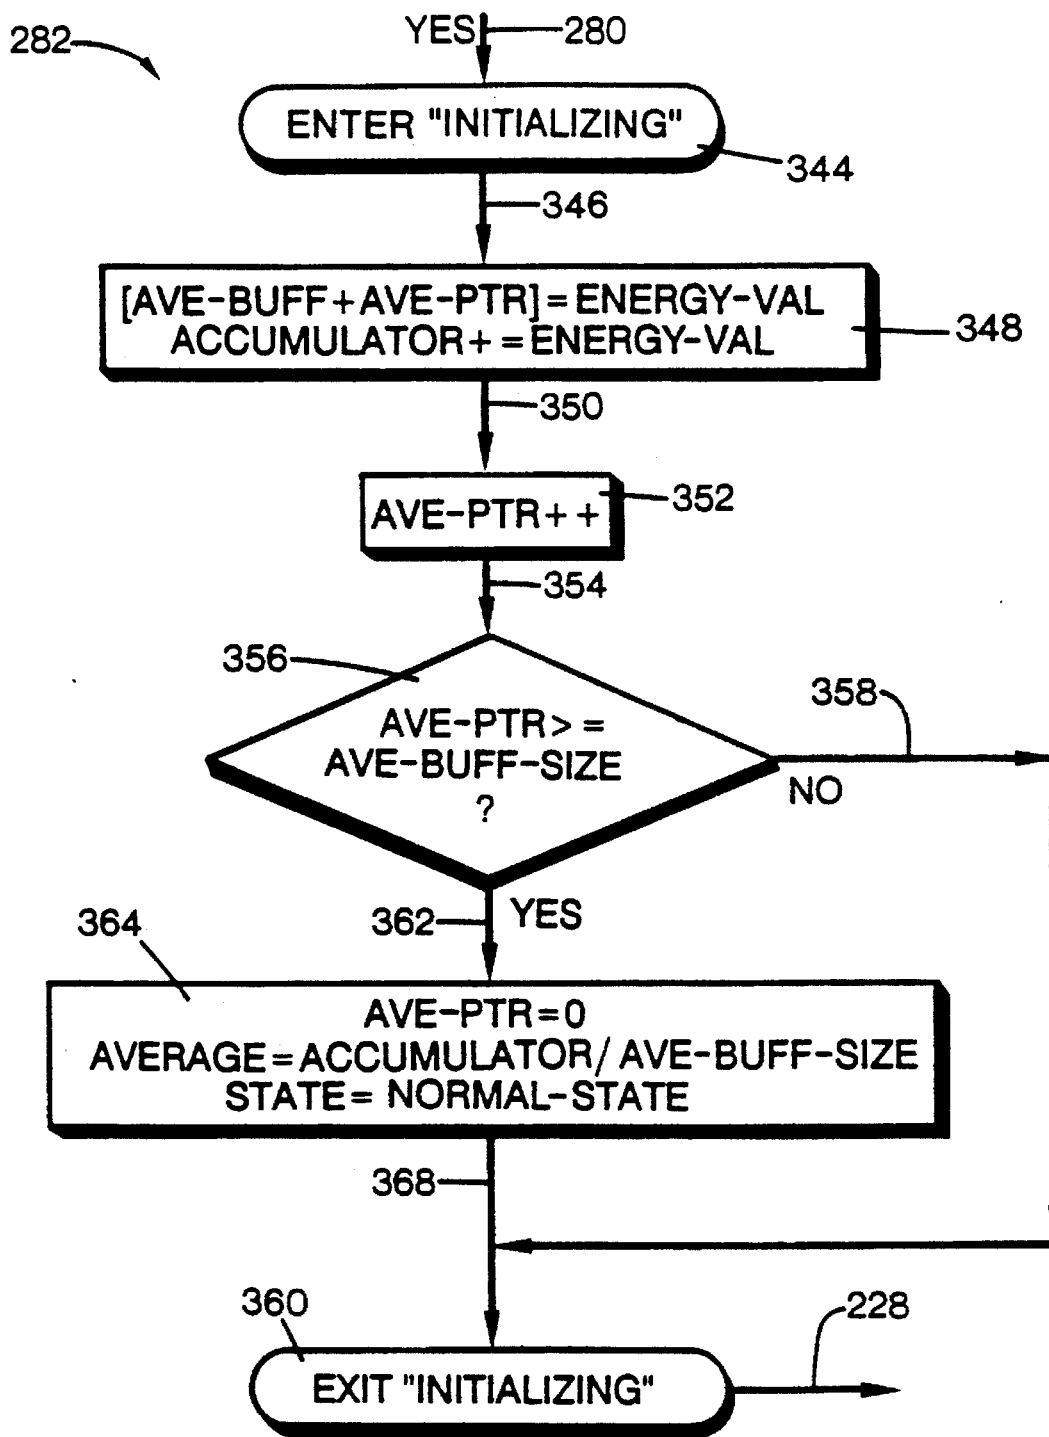 282
YES
280
ENTER "INITIALIZING"
344
346
[AVE-BUFF+AVE-PTR]=ENERGY-VAL
ACCUMULATOR+=ENERGY-VAL
348
350
AVE-PTR++
352
354
356
AVE-PTR>=
AVE-BUFF-SIZE
?
358
NO
362
YES
364
AVE-PTR=0
AVERAGE=ACCUMULATOR/AVE-BUFF-SIZE
STATE=NORMAL-STATE
368
360
EXIT "INITIALIZING"
228